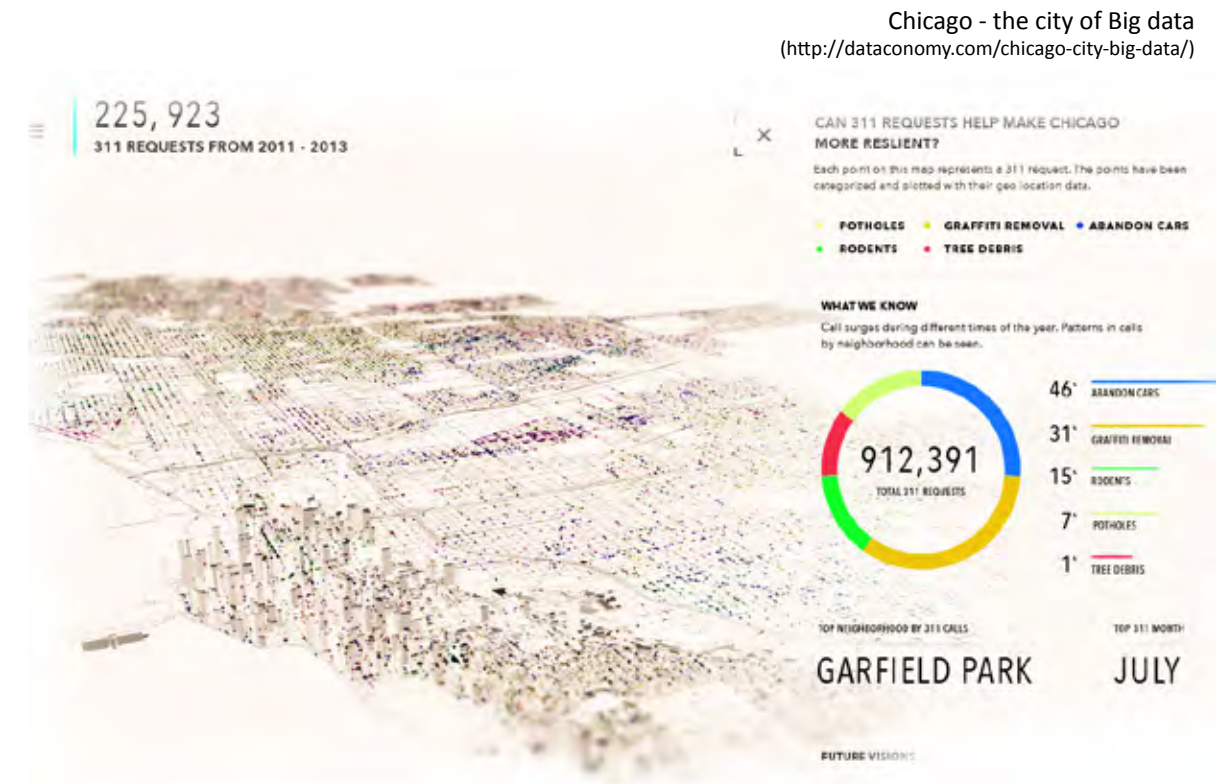 Chicago - the city of Big data
(http://dataconomy.com/chicago-city-big-data/)
225, 923
311 REQUESTS FROM 2011 - 2013
CAN 311 REQUESTS HELP MAKE CHICAGO
MORE RESLIENT?
Each point on this map represents a 311 request. The points have been
categorized and plotted with their geo location data.
POTHOLES GRAFFITI REMOVAL ABANDON CARS
RODENTS TREE DEBRIS
WHAT WE KNOW
Call surges during different times of the year. Patterns in calls
by neighborhood can be seen.
912,391
TOTAL 311 REQUESTS
46% ABANDON CARS
31% GRAFFITI REMOVAL
15% RODENTS
7% POTHOLES
1% TREE DEBRIS
TOP NEIGHBORHOOD BY 311 CALLS
GARFIELD PARK
TOP 311 MONTH
JULY
FUTURE VISIONS